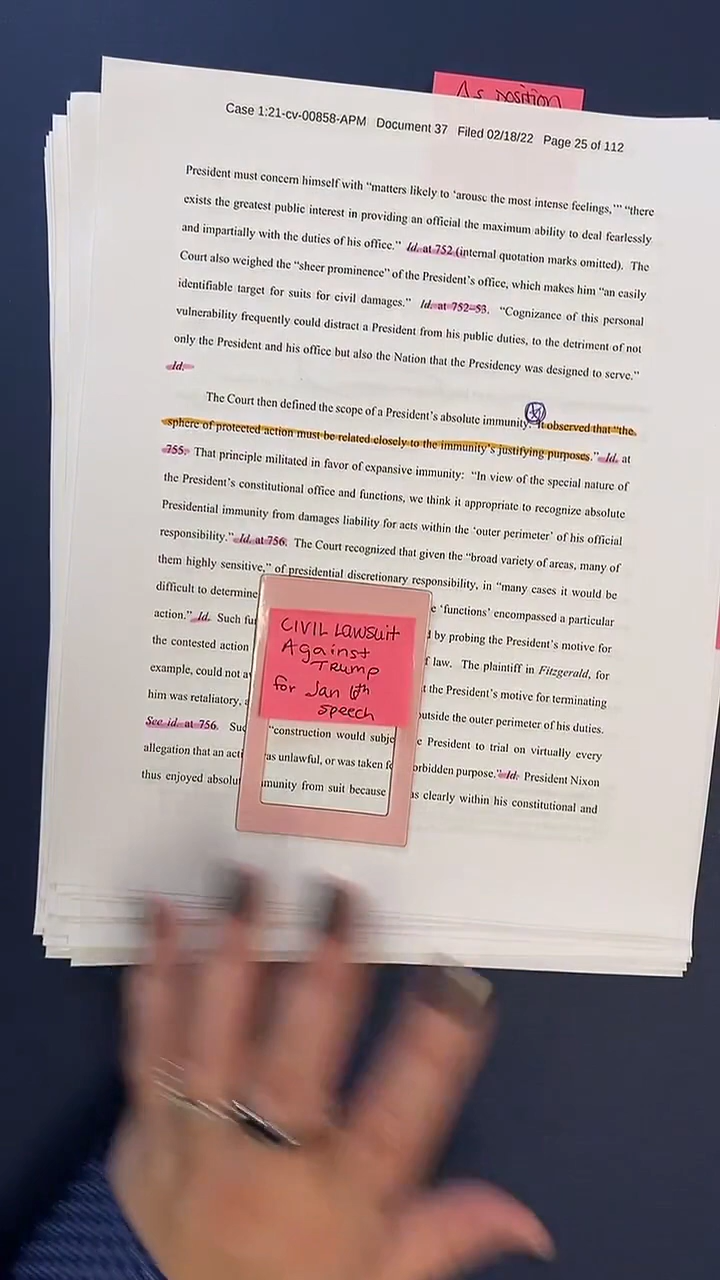 As position
Case 1:21-cv-00858-APM Document 37 Filed 02/18/22 Page 25 of 112
President must concern himself with “matters likely to ‘arouse the most intense feelings,’” “there
exists the greatest public interest in providing an official the maximum ability to deal fearlessly
and impartially with the duties of his office.” Id. at 752 (internal quotation marks omitted). The
Court also weighed the “sheer prominence” of the President’s office, which makes him “an easily
identifiable target for suits for civil damages.” Id. at 752–53. “Cognizance of this personal
vulnerability frequently could distract a President from his public duties, to the detriment of not
only the President and his office but also the Nation that the Presidency was designed to serve.”
Id.
The Court then defined the scope of a President’s absolute immunity. It observed that “the
sphere of protected action must be related closely to the immunity’s justifying purposes.” Id. at
755. That principle militated in favor of expansive immunity: “In view of the special nature of
the President’s constitutional office and functions, we think it appropriate to recognize absolute
Presidential immunity from damages liability for acts within the ‘outer perimeter’ of his official
responsibility.” Id. at 756. The Court recognized that given the “broad variety of areas, many of
them highly sensitive,” of presidential discretionary responsibility, in “many cases it would be
difficult to determine e ‘functions’ encompassed a particular
action.” Id. Such fu by probing the President’s motive for
the contested action f law. The plaintiff in Fitzgerald, for
example, could not a t the President’s motive for terminating
him was retaliatory, outside the outer perimeter of his duties.
See id. at 756. Suc “construction would subje e President to trial on virtually every
allegation that an acti as unlawful, or was taken fo orbidden purpose.” Id. President Nixon
thus enjoyed absolut munity from suit because s clearly within his constitutional and
CIVIL Lawsuit
Against
Trump
for Jan 6th
speech